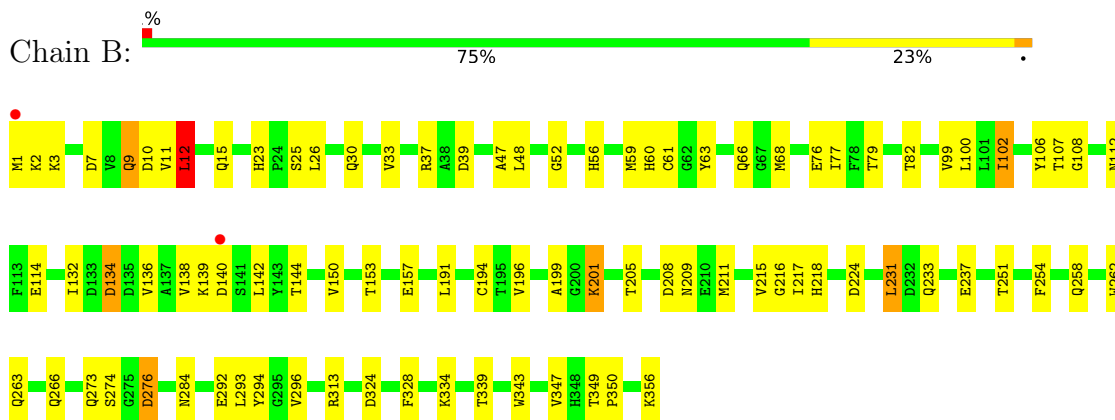 .%
Chain B:
75% 23% •
M1 K2 K3 D7 V8 Q9 D10 V11 L12 Q15 H23 P24 S25 L26 Q30 V33 R37 A38 D39 A47 L48 G52 H56 M59 H60 C61 G62 Y63 Q66 G67 M68 E76 I77 F78 T79 T82 V99 L100 L101 I102 Y106 T107 G108 N112
F113 E114 I132 D133 D134 D135 V136 A137 V138 K139 D140 S141 L142 Y143 T144 V150 T153 E157 L191 C194 T195 V196 A199 G200 K201 T205 D208 N209 E210 M211 V215 G216 I217 H218 D224 L231 D232 Q233 E237 T251 F254 Q258 W262
Q263 Q266 Q273 S274 G275 D276 N284 E292 L293 Y294 G295 V296 R313 D324 F328 K334 T339 W343 V347 H348 T349 P350 K356